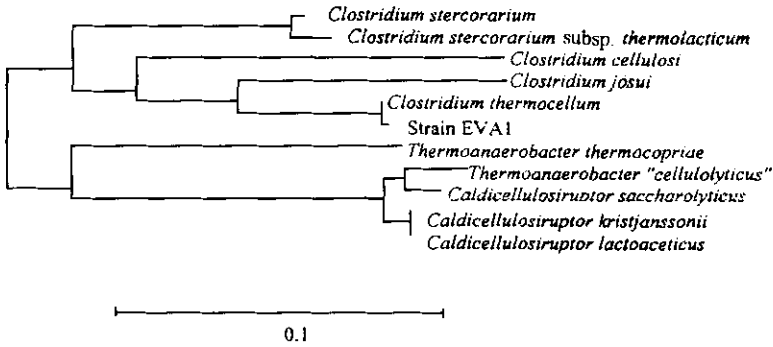 Clostridium stercorarium
Clostridium stercorarium subsp. thermolacticum
Clostridium cellulosi
Clostridium josui
Clostridium thermocellum
Strain EVA1
Thermoanaerobacter thermocopriae
Thermoanaerobacter "cellulolyticus"
Caldicellulosiruptor saccharolyticus
Caldicellulosiruptor kristjanssonii
Caldicellulosiruptor lactoaceticus
0.1